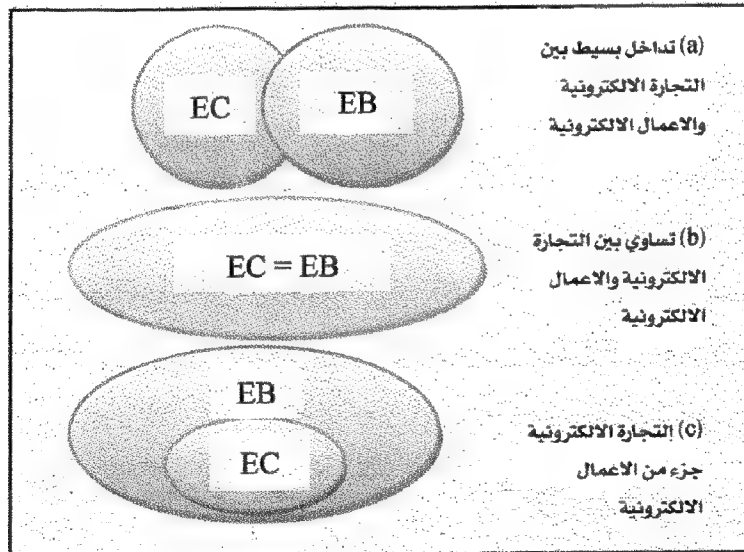 (a) تداخل بسيط بين
التجارة الالكترونية
والاعمال الالكترونية
EC
EB
(b) تساوي بين التجارة
الالكترونية والاعمال
الالكترونية
EC = EB
(c) التجارة الالكترونية
جزء من الاعمال
الالكترونية
EB
EC